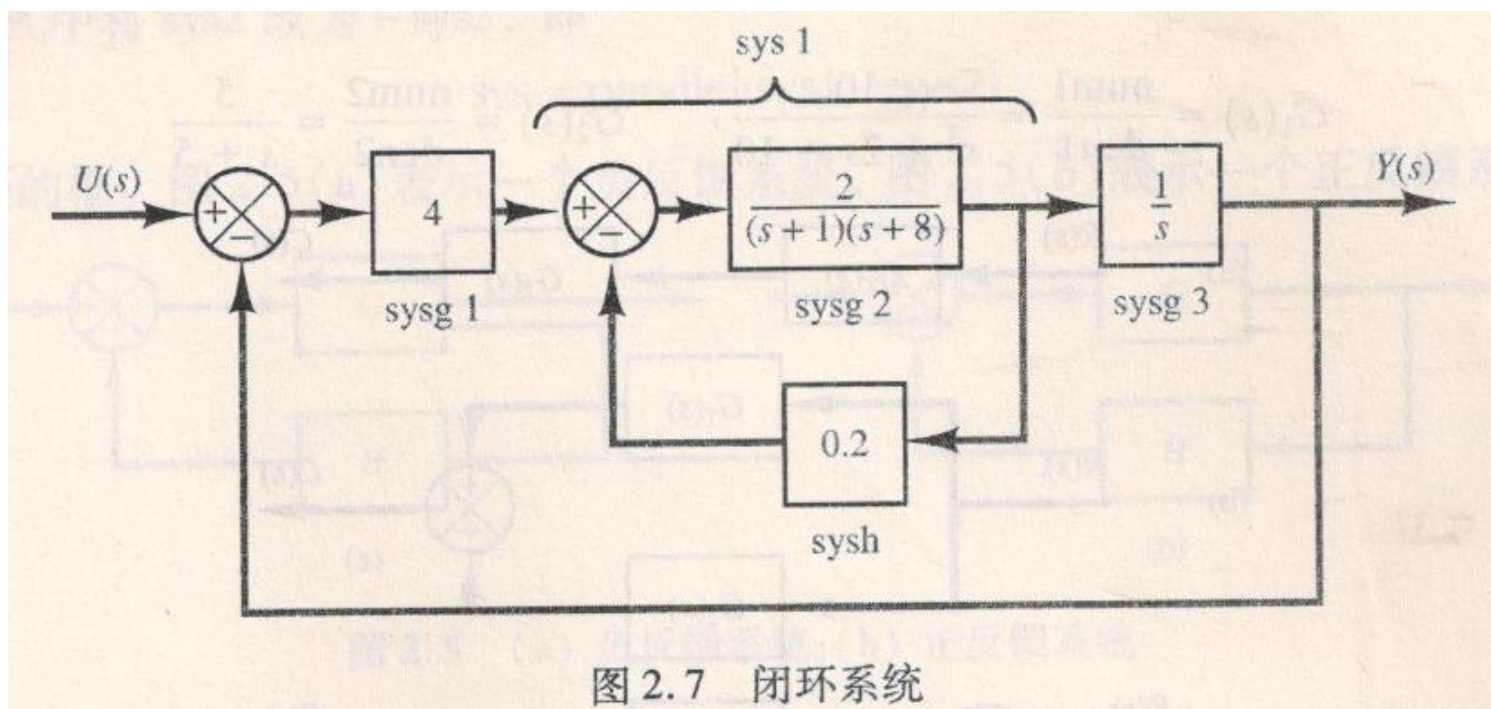 sys 1
U(s)
+
−
4
+
−
2
(s + 1)(s + 8)
1
s
Y(s)
sysg 1
sysg 2
sysg 3
0.2
sysh
图 2.7 闭环系统